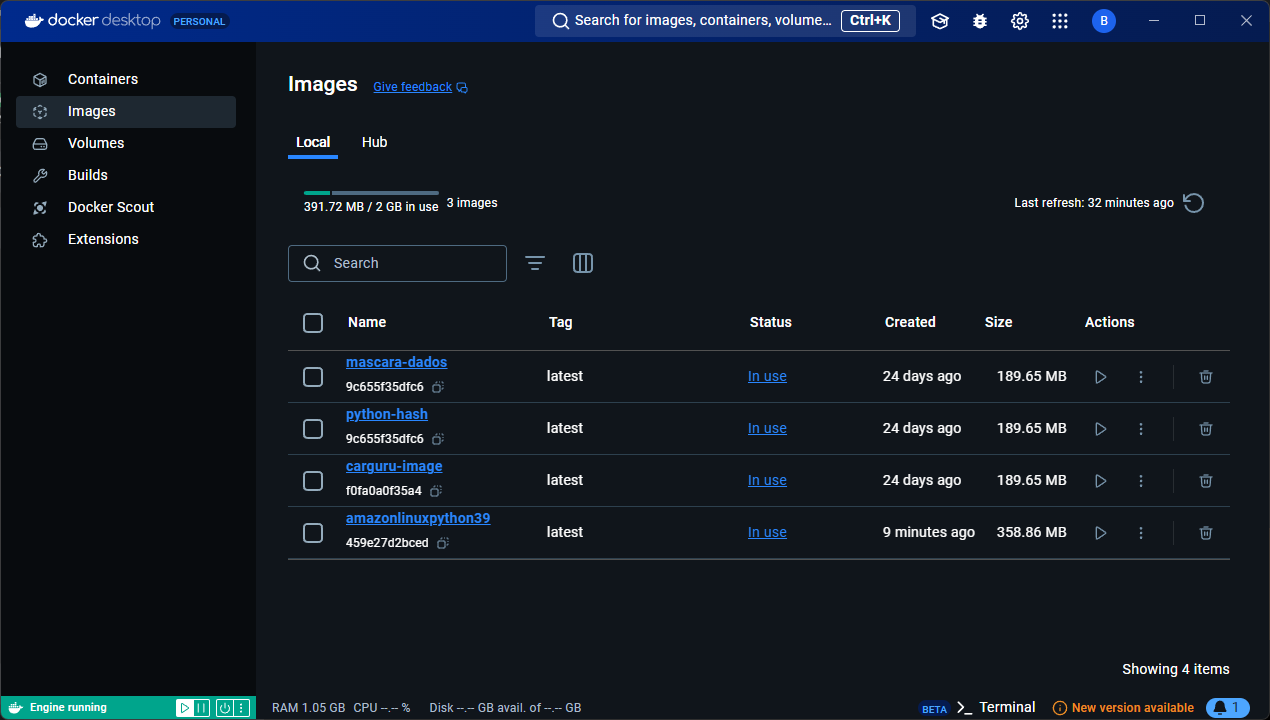 docker desktop PERSONAL Search for images, containers, volume... Ctrl+K B
Containers
Images
Volumes
Builds
Docker Scout
Extensions
Images Give feedback
Local Hub
391.72 MB / 2 GB in use 3 images Last refresh: 32 minutes ago
Search
Name Tag Status Created Size Actions
mascara-dados
9c655f35dfc6 latest In use 24 days ago 189.65 MB
python-hash
9c655f35dfc6 latest In use 24 days ago 189.65 MB
carguru-image
f0fa0a0f35a4 latest In use 24 days ago 189.65 MB
amazonlinuxpython39
459e27d2bced latest In use 9 minutes ago 358.86 MB
Showing 4 items
Engine running RAM 1.05 GB CPU --.-- % Disk --.-- GB avail. of --.-- GB BETA >_ Terminal New version available 1